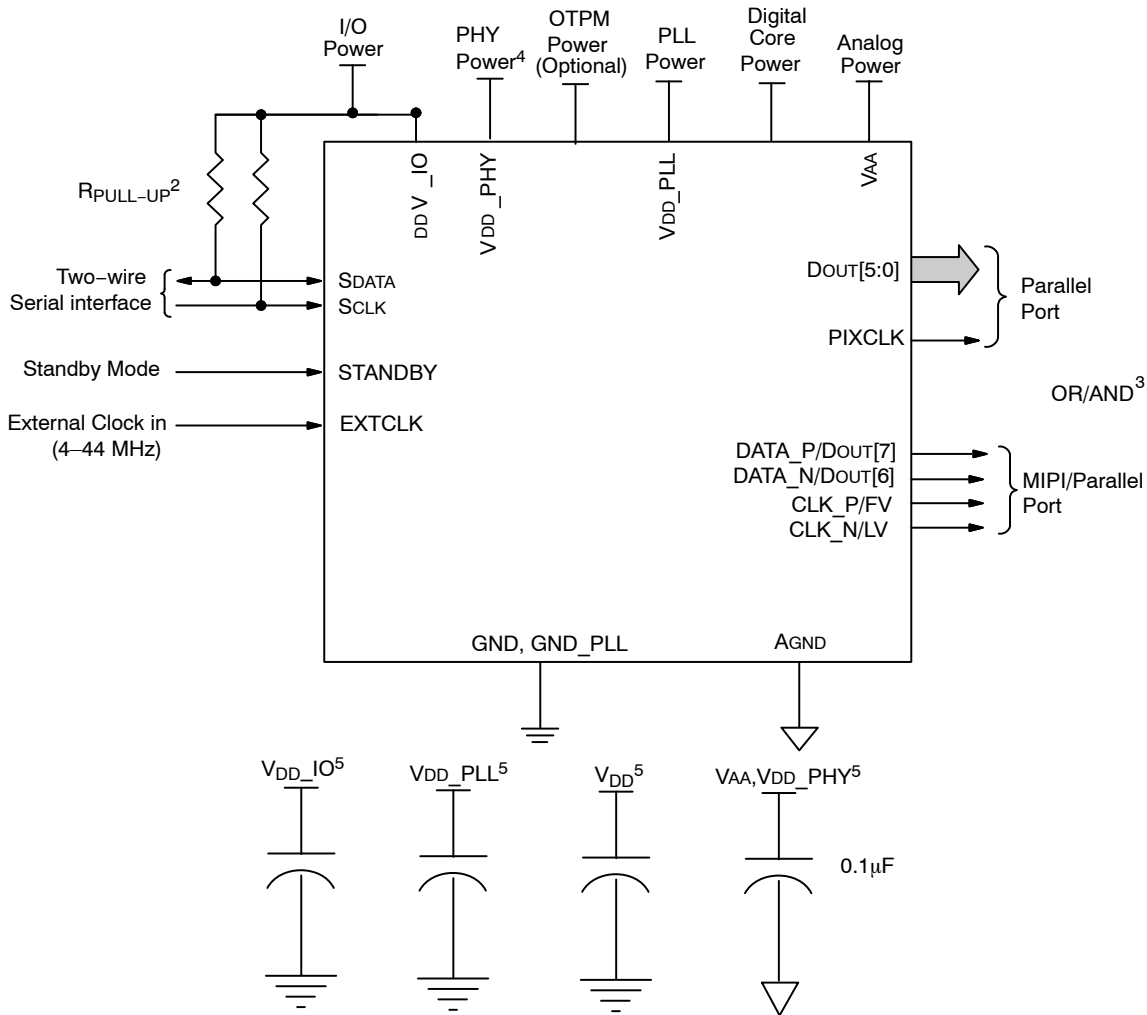 I/O
Power
PHY
Power4
OTPM
Power
(Optional)
PLL
Power
Digital
Core
Power
Analog
Power
RPULL–UP2
DD V _IO
VDD _PHY
VDD_PLL
VAA
Two–wire
Serial interface
SDATA
SCLK
Standby Mode
STANDBY
External Clock in
(4–44 MHz)
EXTCLK
DOUT[5:0]
PIXCLK
Parallel
Port
OR/AND3
DATA_P/DOUT[7]
DATA_N/DOUT[6]
CLK_P/FV
CLK_N/LV
MIPI/Parallel
Port
GND, GND_PLL
AGND
VDD_IO5
VDD_PLL5
VDD5
VAA,VDD_PHY5
0.1μF